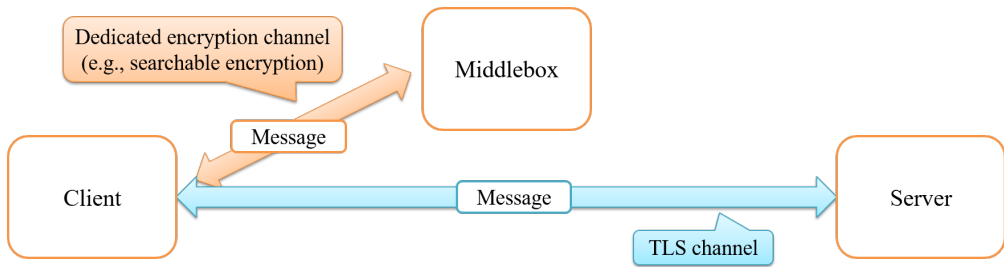 Dedicated encryption channel
(e.g., searchable encryption)
Middlebox
Message
Client
Message
Server
TLS channel